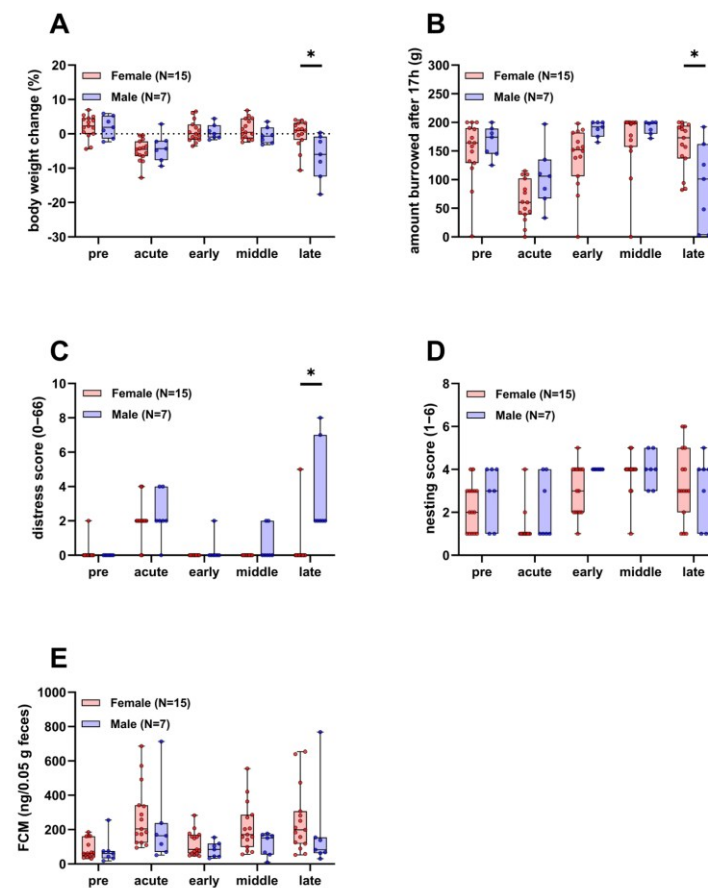 A
body weight change (%)
20
10
0
-10
-20
-30
Female (N=15)
Male (N=7)
*
pre acute early middle late
B
amount burrowed after 17h (g)
300
250
200
150
100
50
0
Female (N=15)
Male (N=7)
*
pre acute early middle late
C
distress score (0–66)
10
8
6
4
2
0
Female (N=15)
Male (N=7)
*
pre acute early middle late
D
nesting score (1–6)
8
6
4
2
0
Female (N=15)
Male (N=7)
pre acute early middle late
E
FCM (ng/0.05 g feces)
1000
800
600
400
200
0
Female (N=15)
Male (N=7)
pre acute early middle late